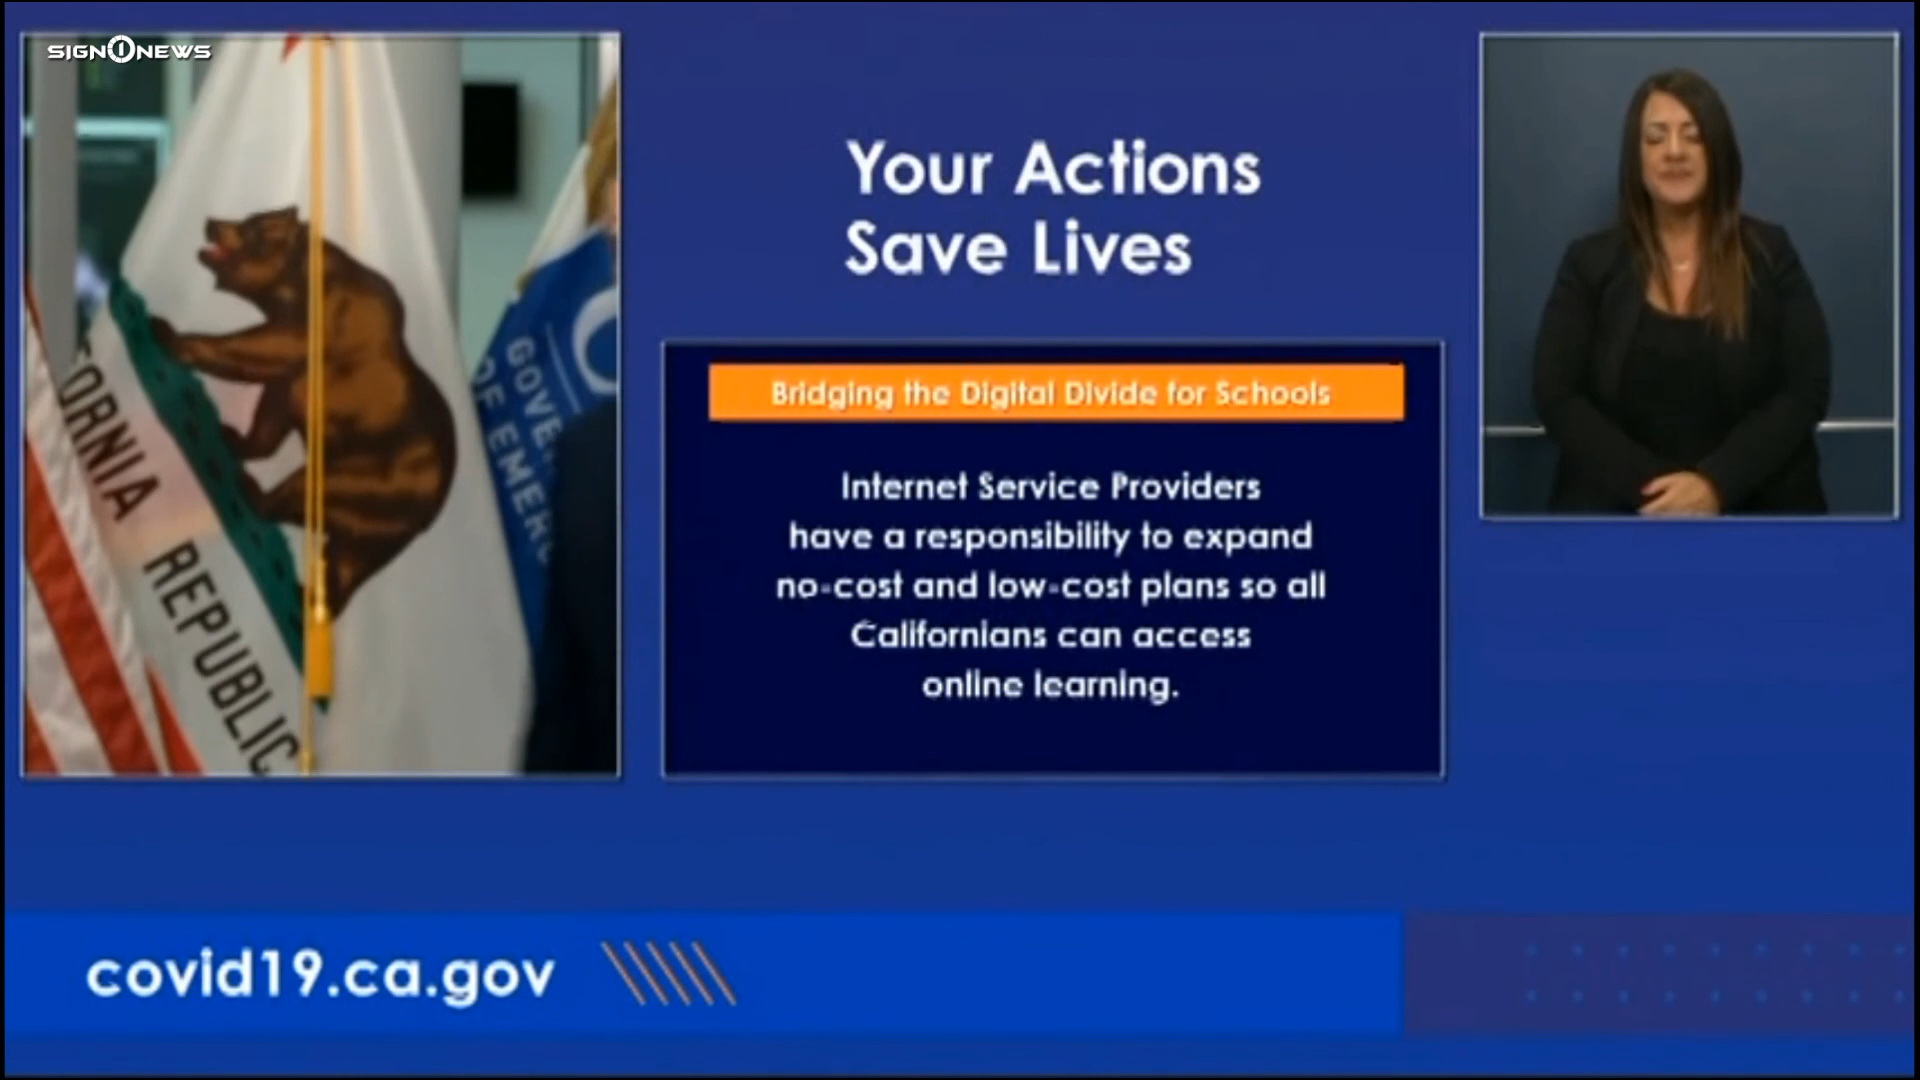 SIGN1NEWS
Your Actions
Save Lives
Bridging the Digital Divide for Schools
Internet Service Providers
have a responsibility to expand
no-cost and low-cost plans so all
Californians can access
online learning.
ORNIA
REPUBLIC
covid19.ca.gov